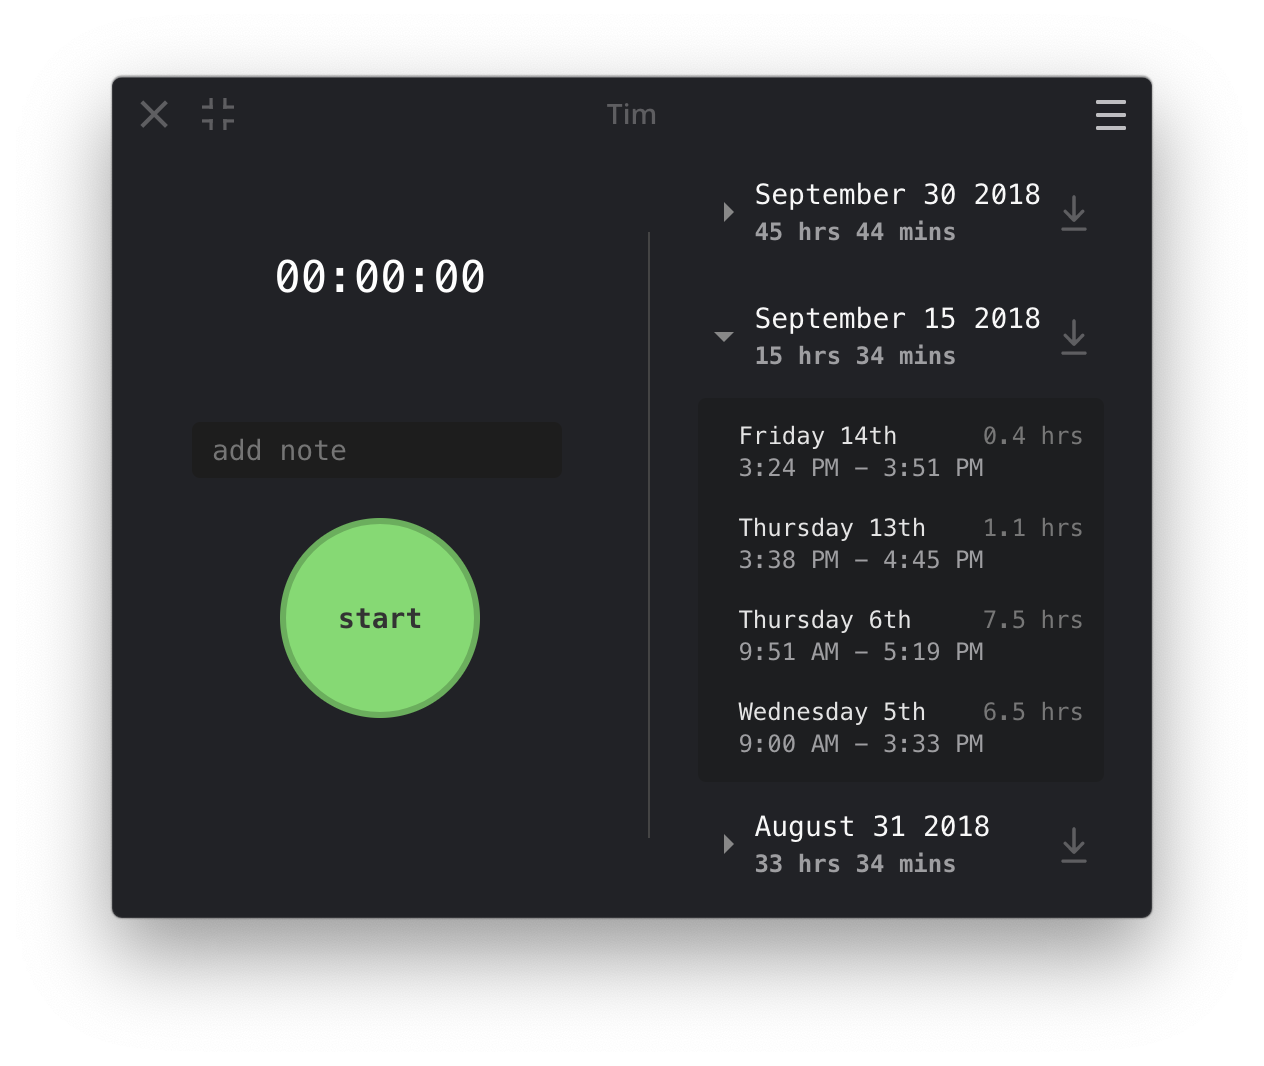 Tim
00:00:00
add note
start
September 30 2018
45 hrs 44 mins
September 15 2018
15 hrs 34 mins
Friday 14th 0.4 hrs
3:24 PM – 3:51 PM
Thursday 13th 1.1 hrs
3:38 PM – 4:45 PM
Thursday 6th 7.5 hrs
9:51 AM – 5:19 PM
Wednesday 5th 6.5 hrs
9:00 AM – 3:33 PM
August 31 2018
33 hrs 34 mins